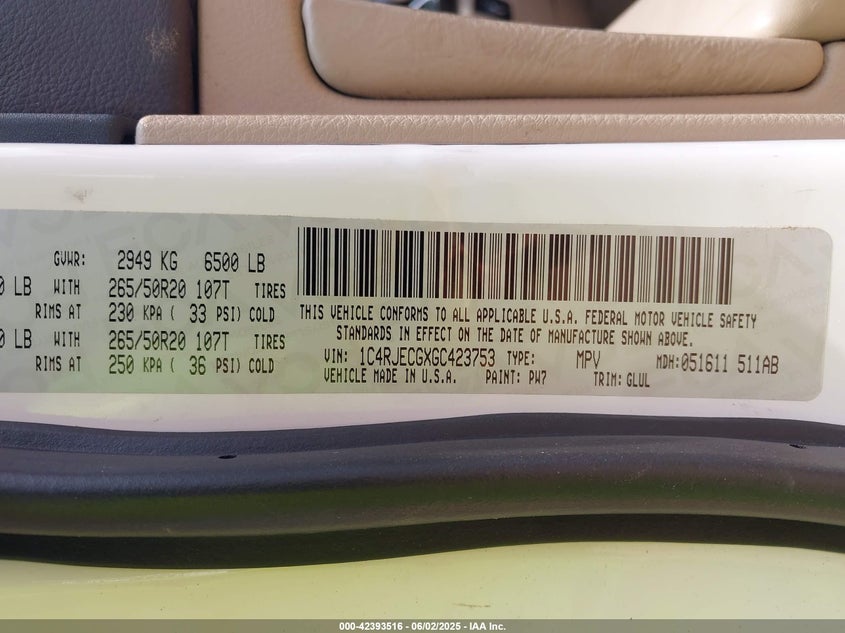 GVWR: 2949 KG 6500 LB
0 LB WITH 265/50R20 107T TIRES
RIMS AT 230 KPA ( 33 PSI) COLD
0 LB WITH 265/50R20 107T TIRES
RIMS AT 250 KPA ( 36 PSI) COLD
THIS VEHICLE CONFORMS TO ALL APPLICABLE U.S.A. FEDERAL MOTOR VEHICLE SAFETY
STANDARDS IN EFFECT ON THE DATE OF MANUFACTURE SHOWN ABOVE.
VIN: 1C4RJECGXGC423753 TYPE: MPV MDH:051611 511AB
VEHICLE MADE IN U.S.A. PAINT: PW7 TRIM: GLUL
000-42393516 - 06/02/2025 - IAA Inc.